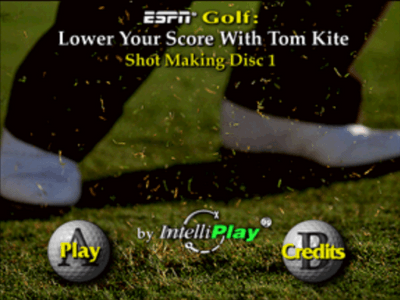 ESPN Golf:
Lower Your Score With Tom Kite
Shot Making Disc 1
A Play
by IntelliPlay
B Credits